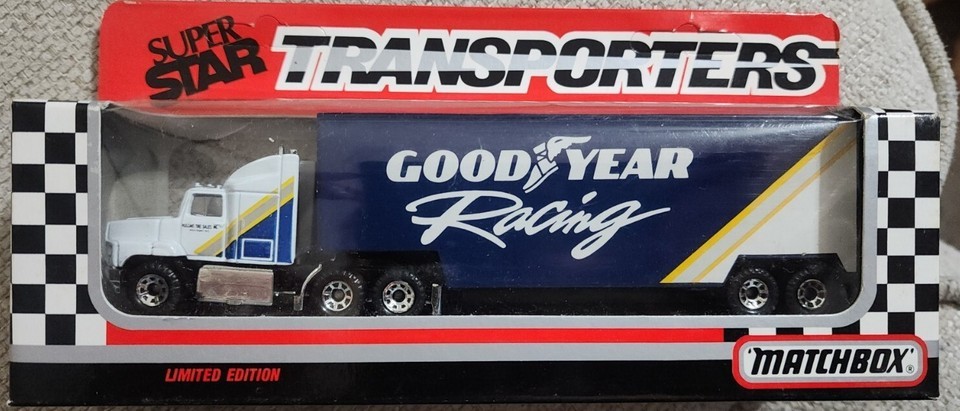 SUPER
STAR
TRANSPORTERS
GOOD YEAR
Racing
LIMITED EDITION
MATCHBOX®